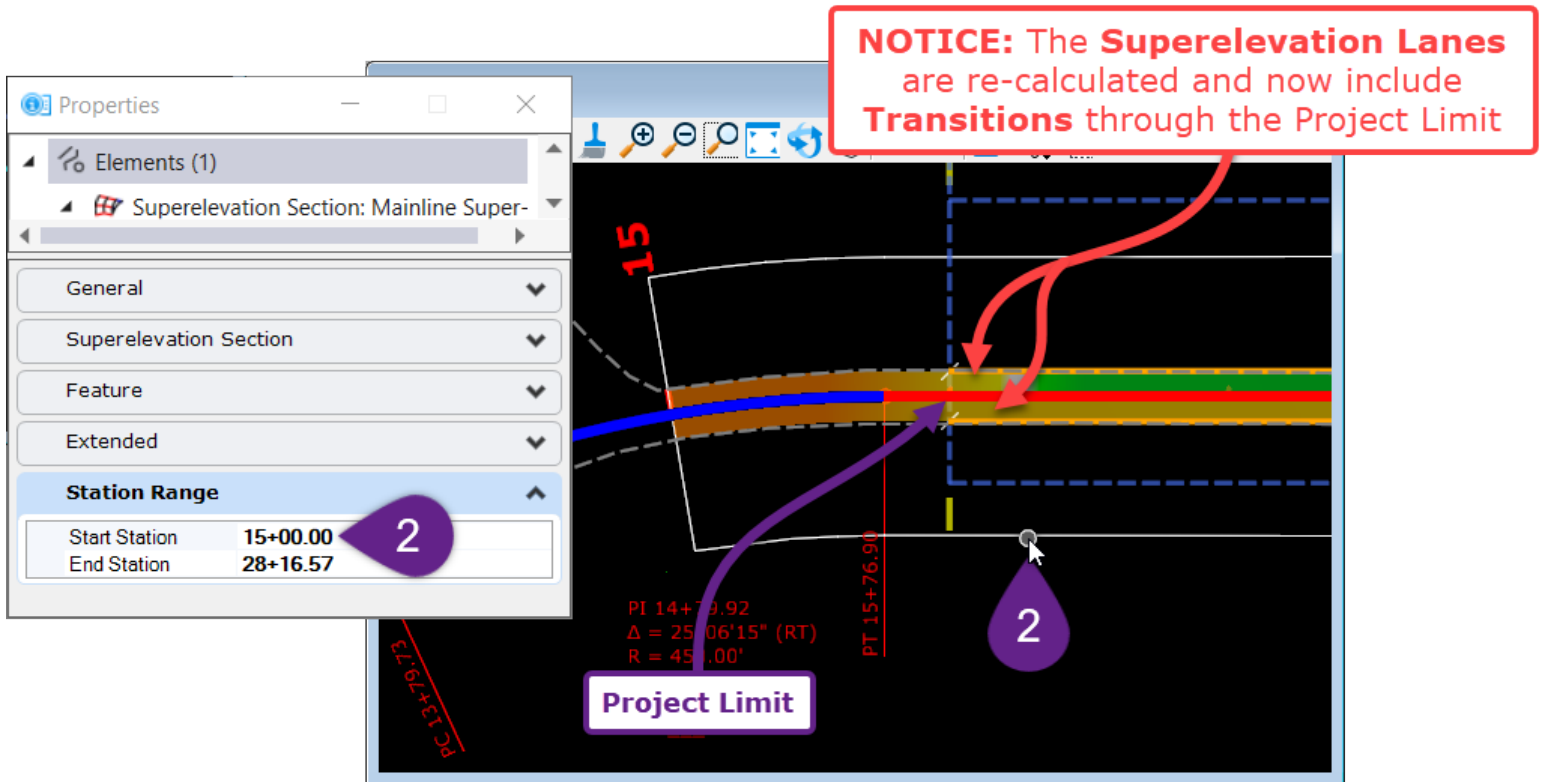 NOTICE: The Superelevation Lanes
are re-calculated and now include
Transitions through the Project Limit
Properties
Elements (1)
Superelevation Section: Mainline Super-
General
Superelevation Section
Feature
Extended
Station Range
Start Station 15+00.00
End Station 28+16.57
2
15
PI 14+79.92
Δ = 25 06'15" (RT)
R = 450.00'
PT 15+76.90
PC 13+79.73
2
Project Limit